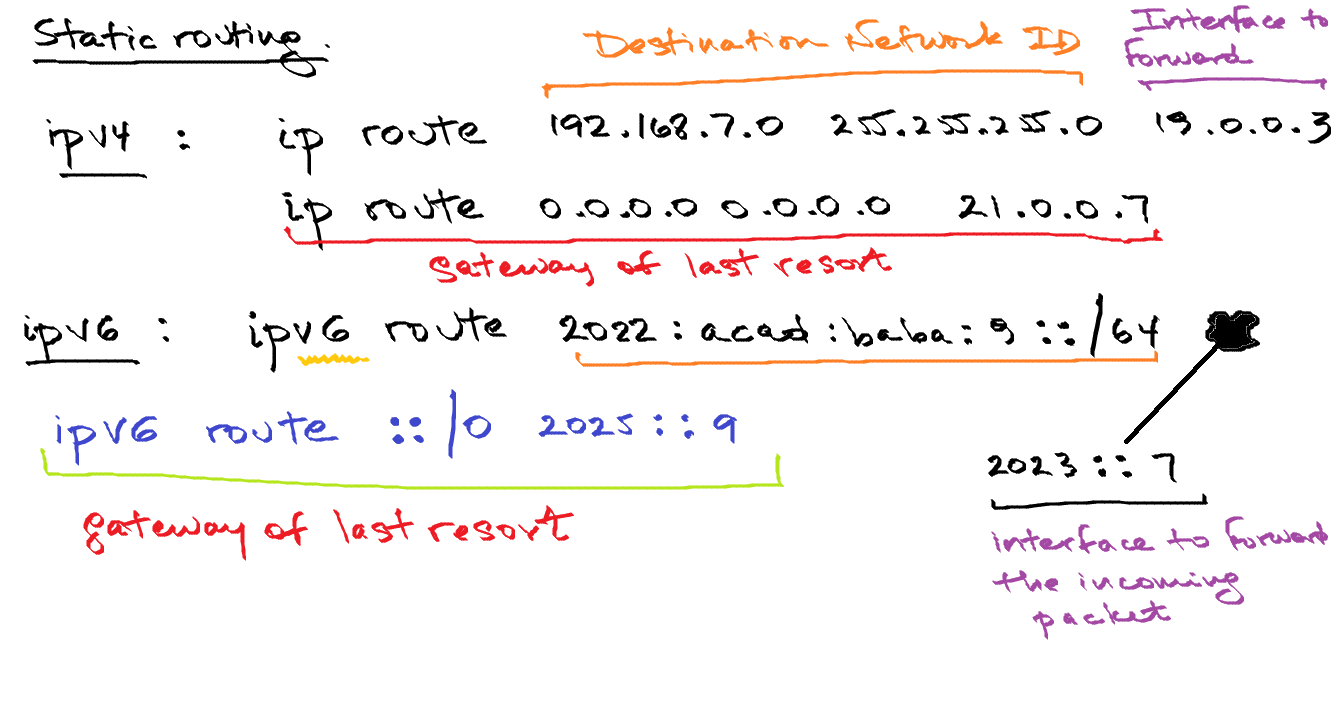 Static routing.
Destination Network ID
Interface to
forward
ipv4 : ip route 192.168.7.0 255.255.255.0 19.0.0.3
ip route 0.0.0.0 0.0.0.0 21.0.0.7
gateway of last resort
ipv6 : ipv6 route 2022:acad:baba:9::/64
ipv6 route ::/0 2025::9
2023::7
gateway of last resort
interface to forward
the incoming
packet